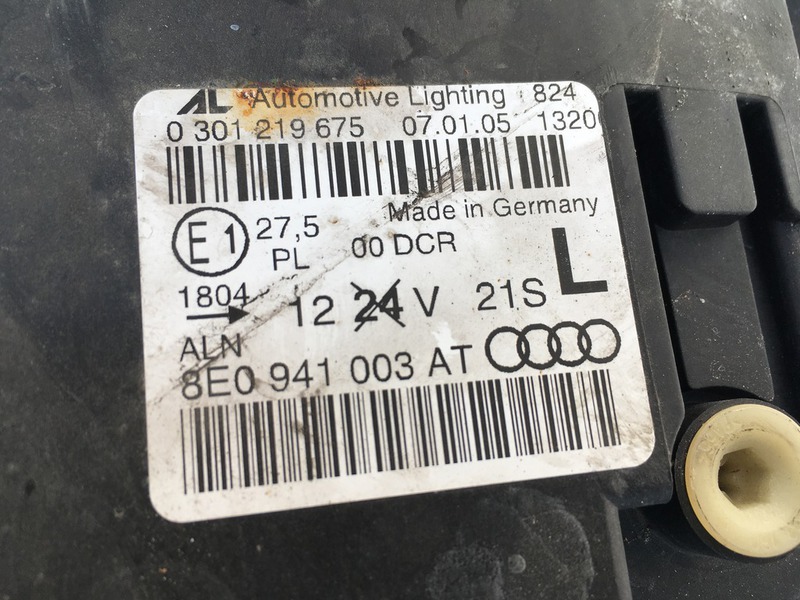 AL Automotive Lighting 824
0 301 219 675 07.01.05 1320
Made in Germany
E1 27,5
PL 00 DCR
L
1804
12 24 V 21S
ALN
8E0 941 003 AT